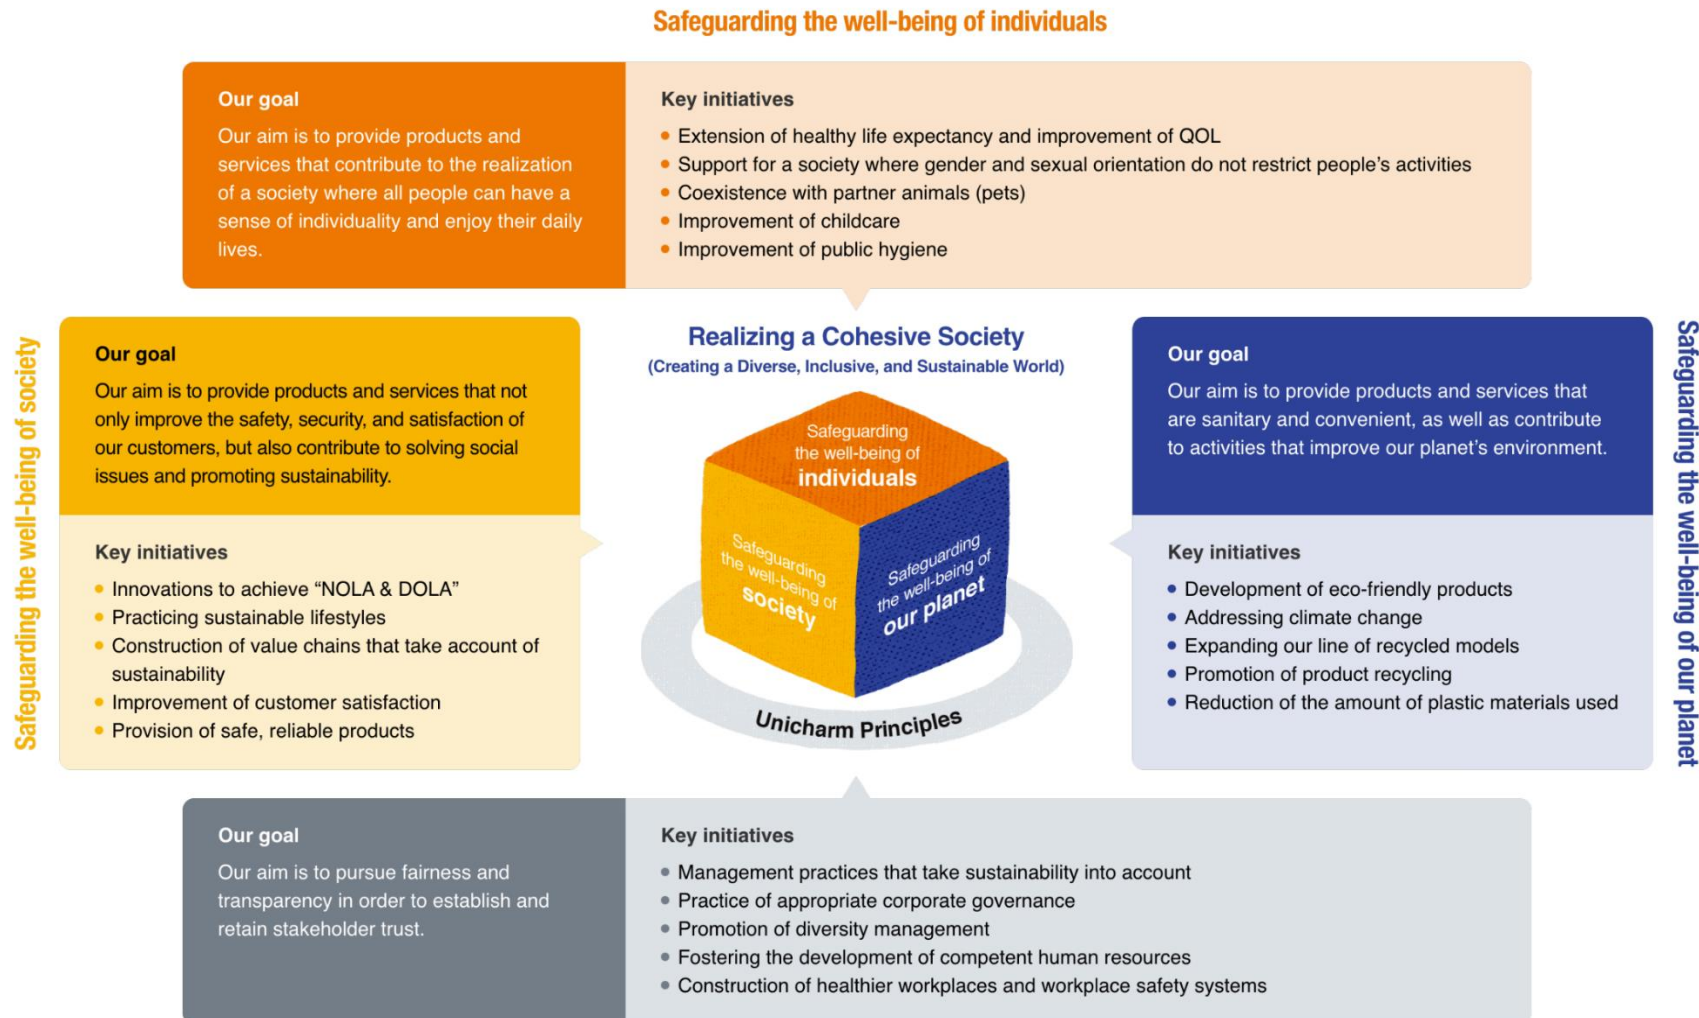 Safeguarding the well-being of individuals
Our goal
Our aim is to provide products and
services that contribute to the realization
of a society where all people can have a
sense of individuality and enjoy their daily
lives.
Key initiatives
• Extension of healthy life expectancy and improvement of QOL
• Support for a society where gender and sexual orientation do not restrict people's activities
• Coexistence with partner animals (pets)
• Improvement of childcare
• Improvement of public hygiene
Safeguarding the well-being of society
Our goal
Our aim is to provide products and services that not
only improve the safety, security, and satisfaction of
our customers, but also contribute to solving social
issues and promoting sustainability.
Key initiatives
• Innovations to achieve “NOLA & DOLA”
• Practicing sustainable lifestyles
• Construction of value chains that take account of
sustainability
• Improvement of customer satisfaction
• Provision of safe, reliable products
Realizing a Cohesive Society
(Creating a Diverse, Inclusive, and Sustainable World)
Safeguarding
the well-being of
individuals
Safeguarding
the well-being of
society
Safeguarding
the well-being of
our planet
Unicharm Principles
Our goal
Our aim is to provide products and services that
are sanitary and convenient, as well as contribute
to activities that improve our planet's environment.
Key initiatives
• Development of eco-friendly products
• Addressing climate change
• Expanding our line of recycled models
• Promotion of product recycling
• Reduction of the amount of plastic materials used
Safeguarding the well-being of our planet
Our goal
Our aim is to pursue fairness and
transparency in order to establish and
retain stakeholder trust.
Key initiatives
• Management practices that take sustainability into account
• Practice of appropriate corporate governance
• Promotion of diversity management
• Fostering the development of competent human resources
• Construction of healthier workplaces and workplace safety systems